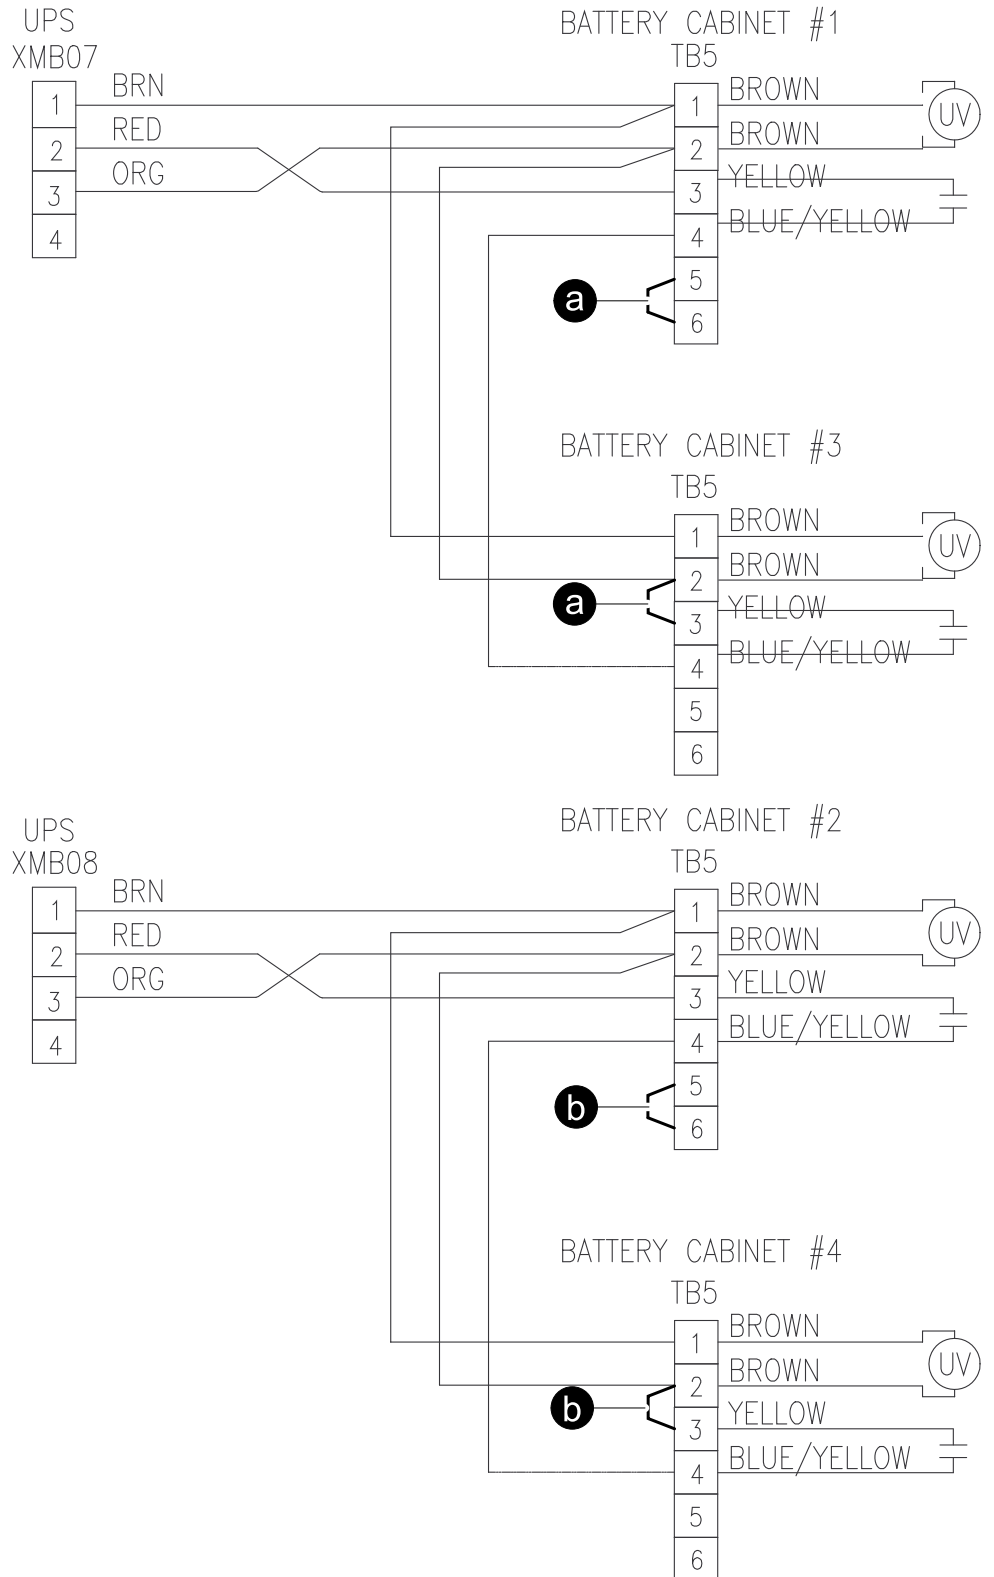 UPS
XMB07
1 BRN
2 RED
3 ORG
4
BATTERY CABINET #1
TB5
1 BROWN
UV
2 BROWN
3 YELLOW
4 BLUE/YELLOW
5
a
6
BATTERY CABINET #3
TB5
1 BROWN
UV
2 BROWN
a
3 YELLOW
4 BLUE/YELLOW
5
6
UPS
XMB08
1 BRN
2 RED
3 ORG
4
BATTERY CABINET #2
TB5
1 BROWN
UV
2 BROWN
3 YELLOW
4 BLUE/YELLOW
5
b
6
BATTERY CABINET #4
TB5
1 BROWN
UV
2 BROWN
b
3 YELLOW
4 BLUE/YELLOW
5
6